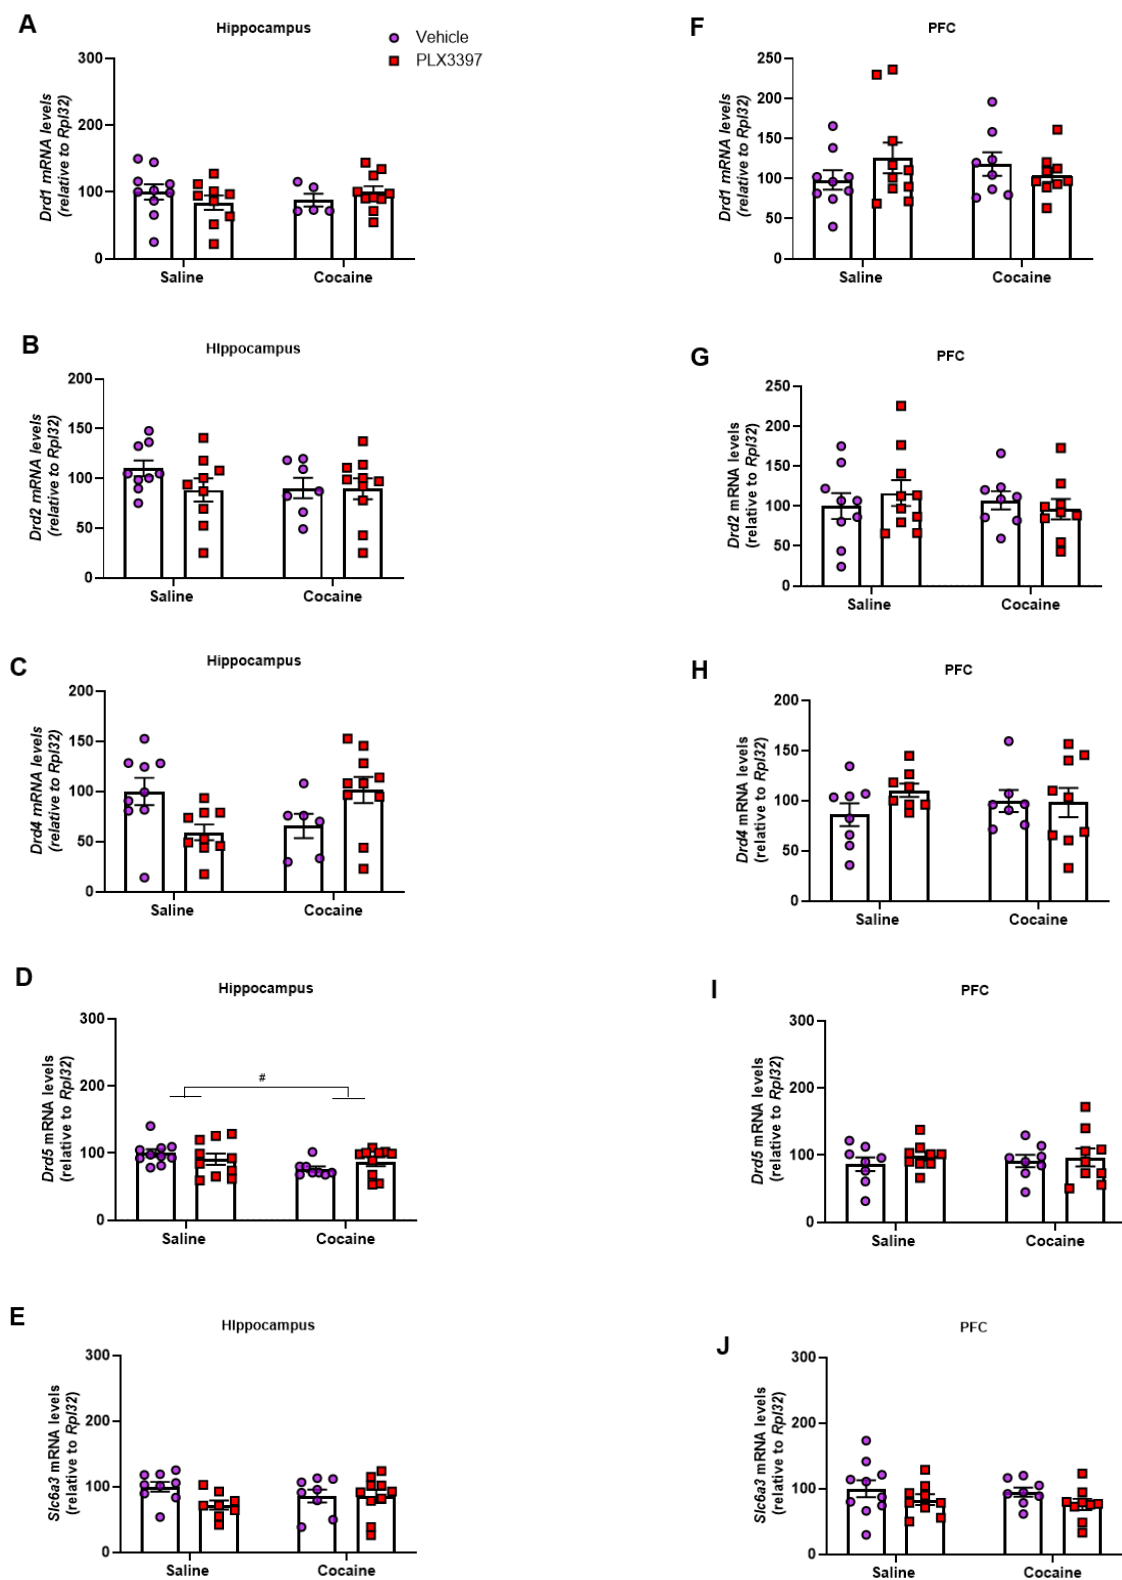 A
Hippocampus
Vehicle
PLX3397
Drd1 mRNA levels
(relative to Rpl32)
300
200
100
0
Saline
Cocaine
F
PFC
Drd1 mRNA levels
(relative to Rpl32)
250
200
150
100
50
0
Saline
Cocaine
B
HIppocampus
Drd2 mRNA levels
(relative to Rpl32)
200
150
100
50
0
Saline
Cocaine
G
PFC
Drd2 mRNA levels
(relative to Rpl32)
250
200
150
100
50
0
Saline
Cocaine
C
Hippocampus
Drd4 mRNA levels
(relative to Rpl32)
200
150
100
50
0
Saline
Cocaine
H
PFC
Drd4 mRNA levels
(relative to Rpl32)
200
150
100
50
0
Saline
Cocaine
D
Hippocampus
Drd5 mRNA levels
(relative to Rpl32)
300
200
100
0
#
Saline
Cocaine
I
PFC
Drd5 mRNA levels
(relative to Rpl32)
300
200
100
0
Saline
Cocaine
E
HIppocampus
Slc6a3 mRNA levels
(relative to Rpl32)
300
200
100
0
Saline
Cocaine
J
PFC
Slc6a3 mRNA levels
(relative to Rpl32)
300
200
100
0
Saline
Cocaine